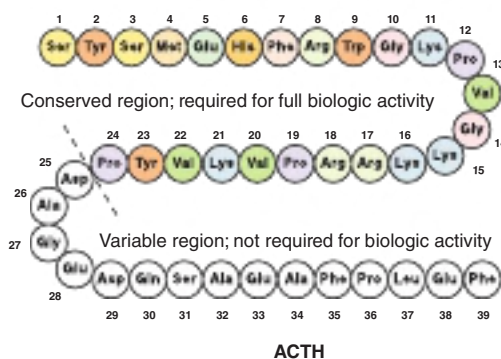 1 2 3 4 5 6 7 8 9 10 11 12 13
Ser Tyr Ser Met Glu His Phe Arg Trp Gly Lys Pro Val
Conserved region; required for full biologic activity
Gly
14
Lys
15
25 24 23 22 21 20 19 18 17 16
Asp Pro Tyr Val Lys Val Pro Arg Arg Lys
26
Ala
27
Gly
Variable region; not required for biologic activity
28
Glu Asp Gln Ser Ala Glu Ala Phe Pro Leu Glu Phe
29 30 31 32 33 34 35 36 37 38 39
ACTH